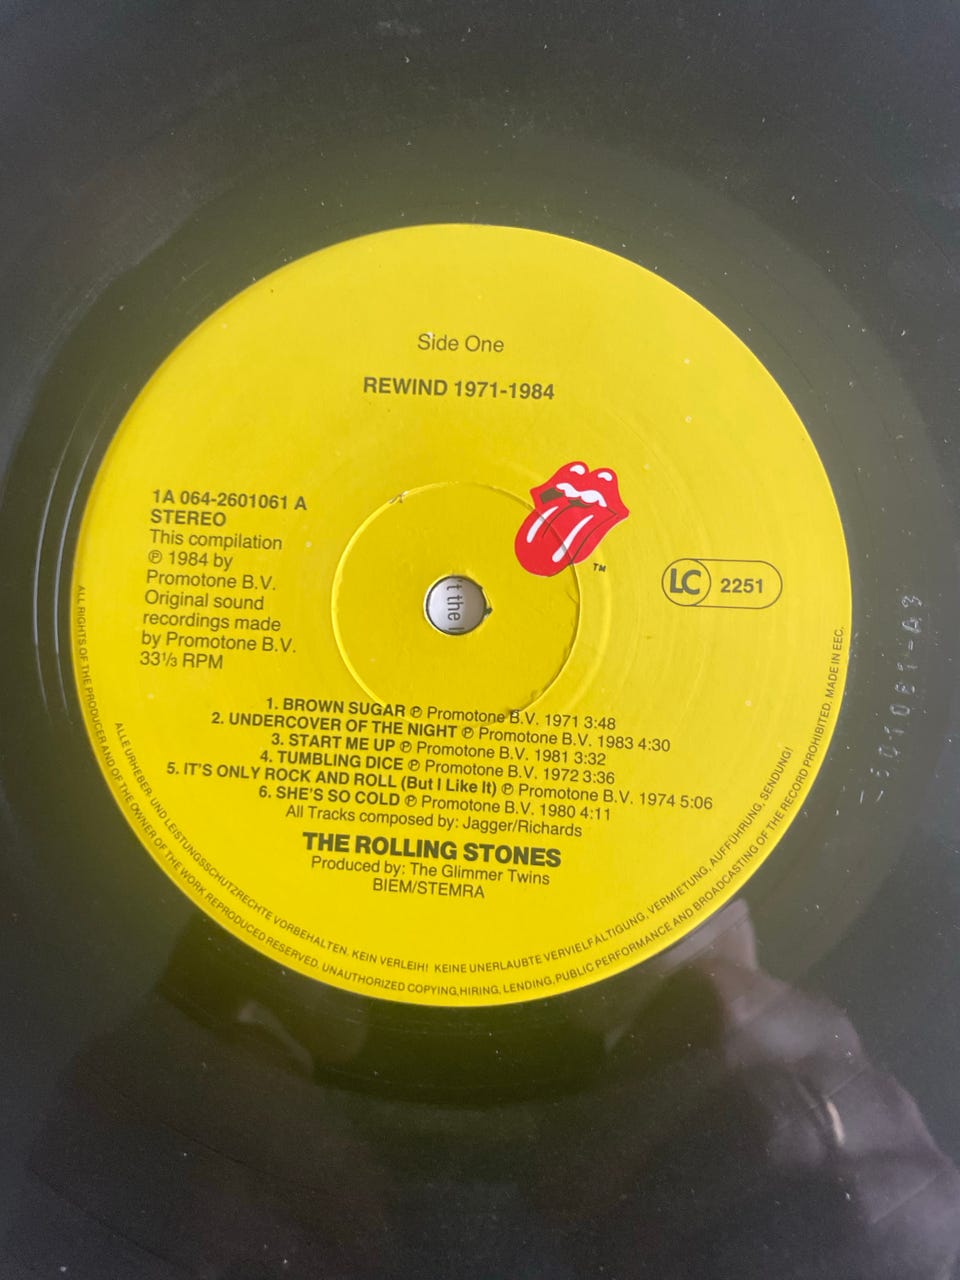 Side One
REWIND 1971-1984
1A 064-2601061 A
STEREO
This compilation
℗ 1984 by
Promotone B.V.
Original sound
recordings made
by Promotone B.V.
33⅓ RPM
TM
LC 2251
't the
1. BROWN SUGAR ℗ Promotone B.V. 1971 3:48
2. UNDERCOVER OF THE NIGHT ℗ Promotone B.V. 1983 4:30
3. START ME UP ℗ Promotone B.V. 1981 3:32
4. TUMBLING DICE ℗ Promotone B.V. 1972 3:36
5. IT'S ONLY ROCK AND ROLL (But I Like It) ℗ Promotone B.V. 1974 5:06
6. SHE'S SO COLD ℗ Promotone B.V. 1980 4:11
All Tracks composed by: Jagger/Richards
THE ROLLING STONES
Produced by: The Glimmer Twins
BIEM/STEMRA
ALLE URHEBER- UND LEISTUNGSSCHUTZRECHTE VORBEHALTEN. KEIN VERLEIH! KEINE UNERLAUBTE VERVIELFÄLTIGUNG, VERMIETUNG, AUFFÜHRUNG, SENDUNG!
ALL RIGHTS OF THE PRODUCER AND OF THE OWNER OF THE WORK REPRODUCED RESERVED. UNAUTHORIZED COPYING, HIRING, LENDING, PUBLIC PERFORMANCE AND BROADCASTING OF THE RECORD PROHIBITED. MADE IN EEC.